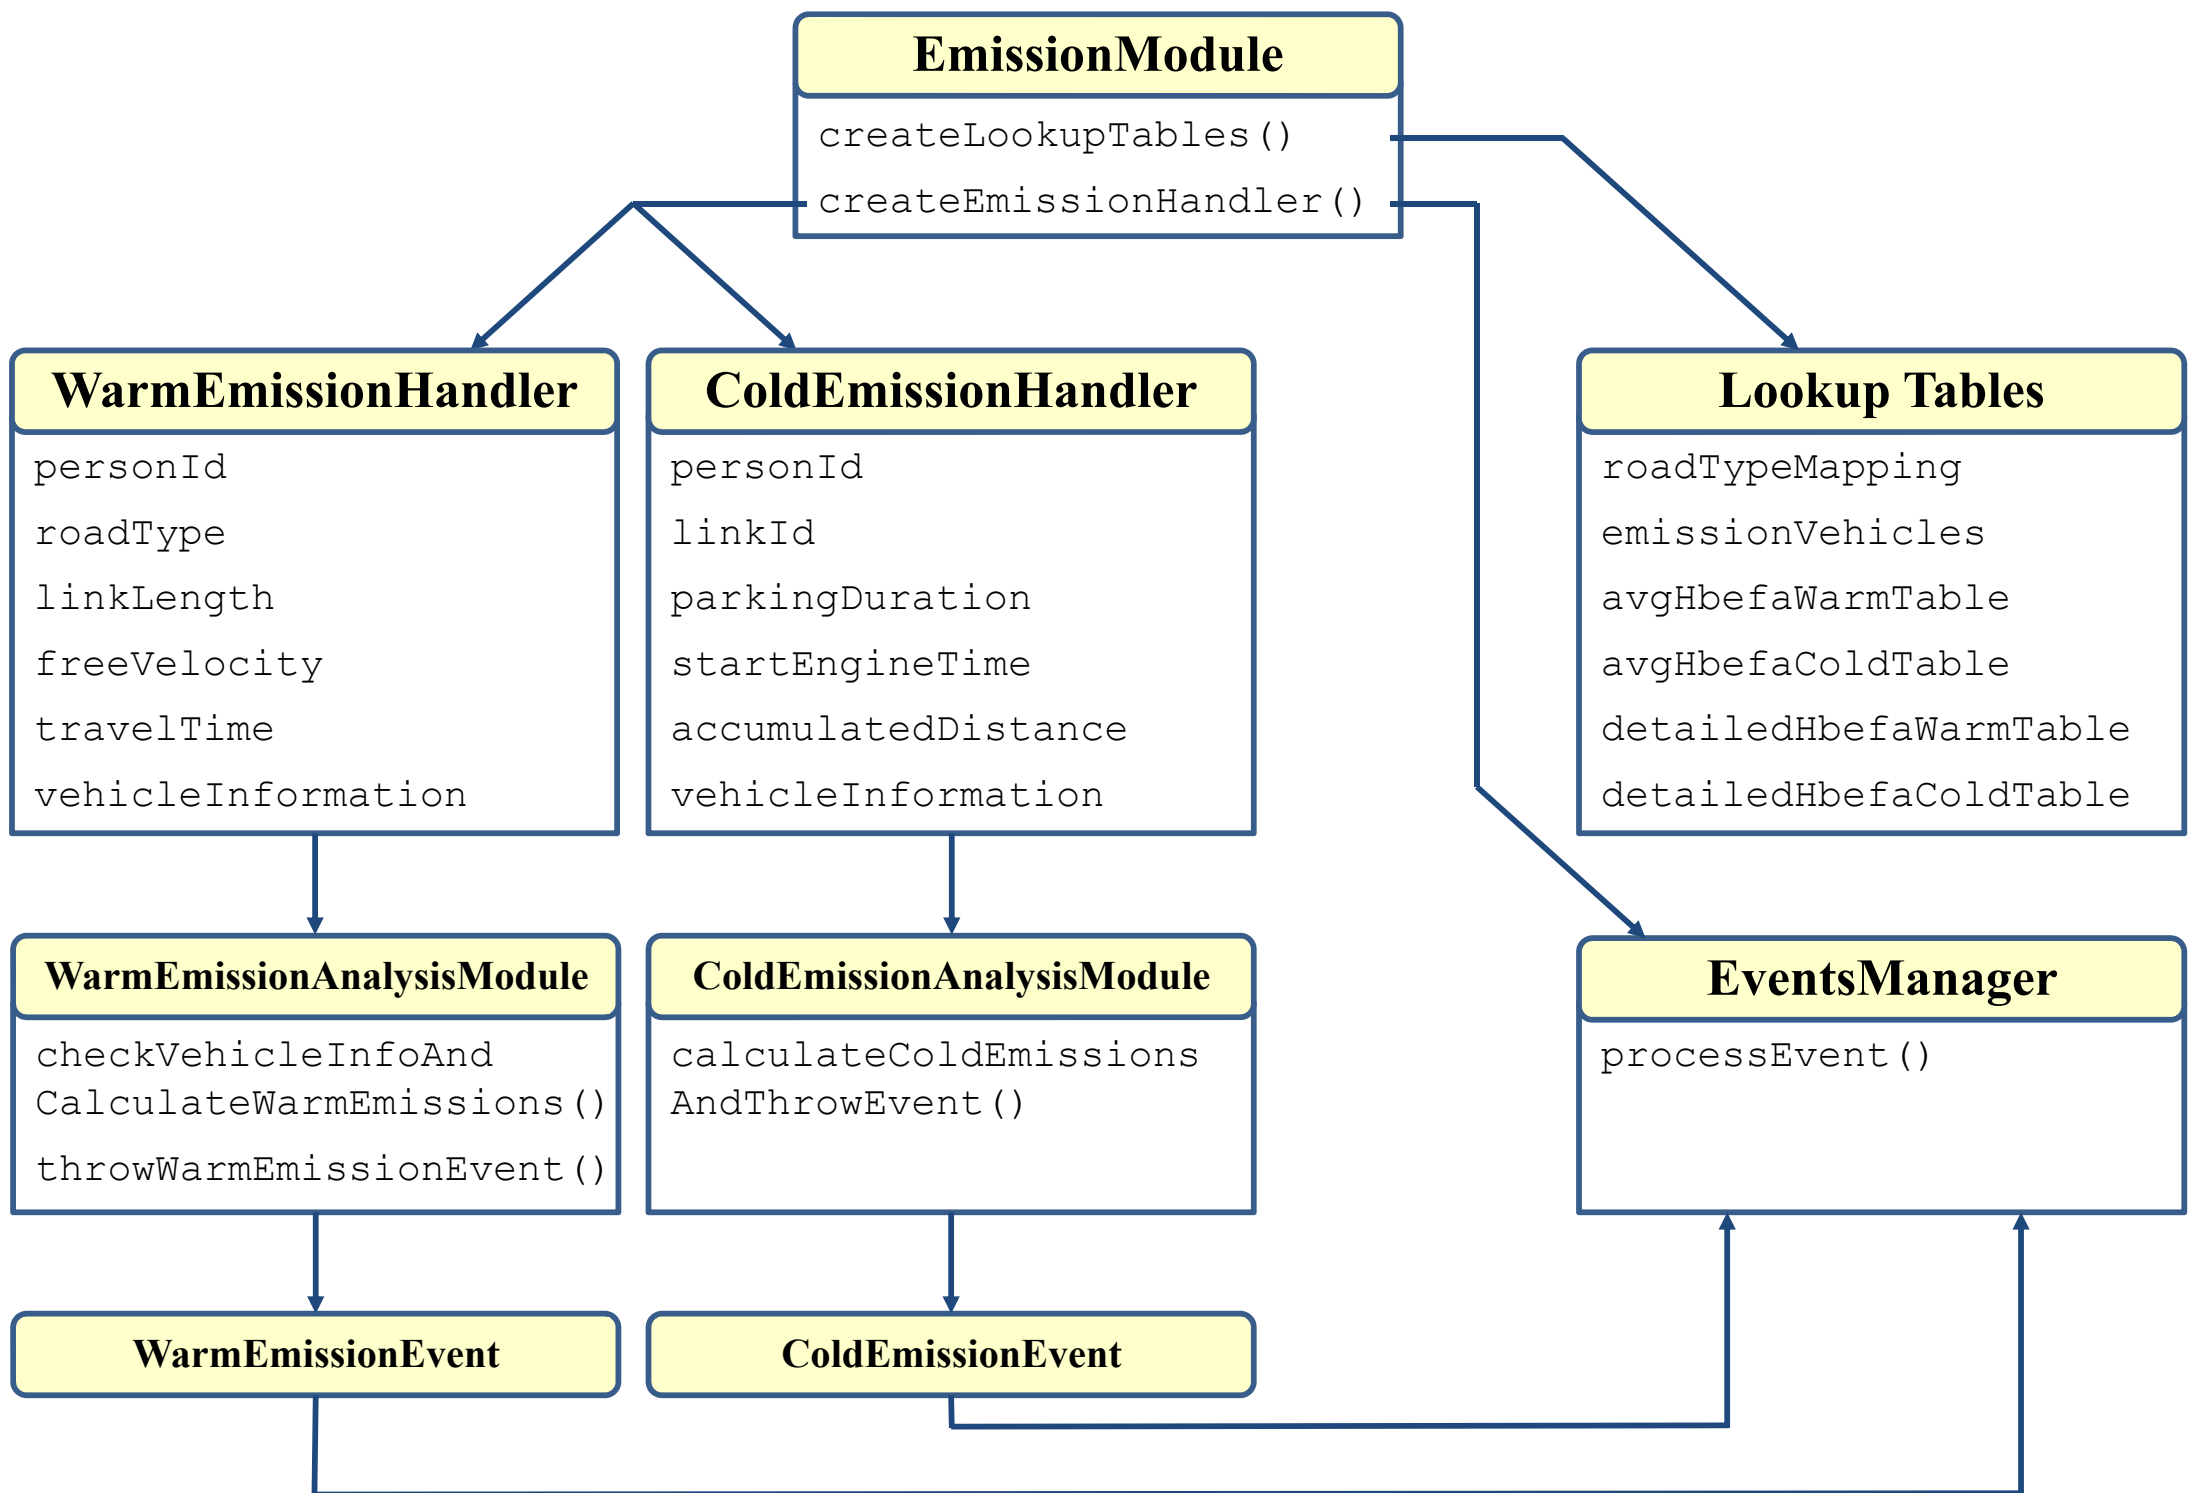 EmissionModule
createLookupTables()
createEmissionHandler()
WarmEmissionHandler
personId
roadType
linkLength
freeVelocity
travelTime
vehicleInformation
ColdEmissionHandler
personId
linkId
parkingDuration
startEngineTime
accumulatedDistance
vehicleInformation
Lookup Tables
roadTypeMapping
emissionVehicles
avgHbefaWarmTable
avgHbefaColdTable
detailedHbefaWarmTable
detailedHbefaColdTable
WarmEmissionAnalysisModule
checkVehicleInfoAnd
CalculateWarmEmissions()
throwWarmEmissionEvent()
ColdEmissionAnalysisModule
calculateColdEmissions
AndThrowEvent()
EventsManager
processEvent()
WarmEmissionEvent
ColdEmissionEvent